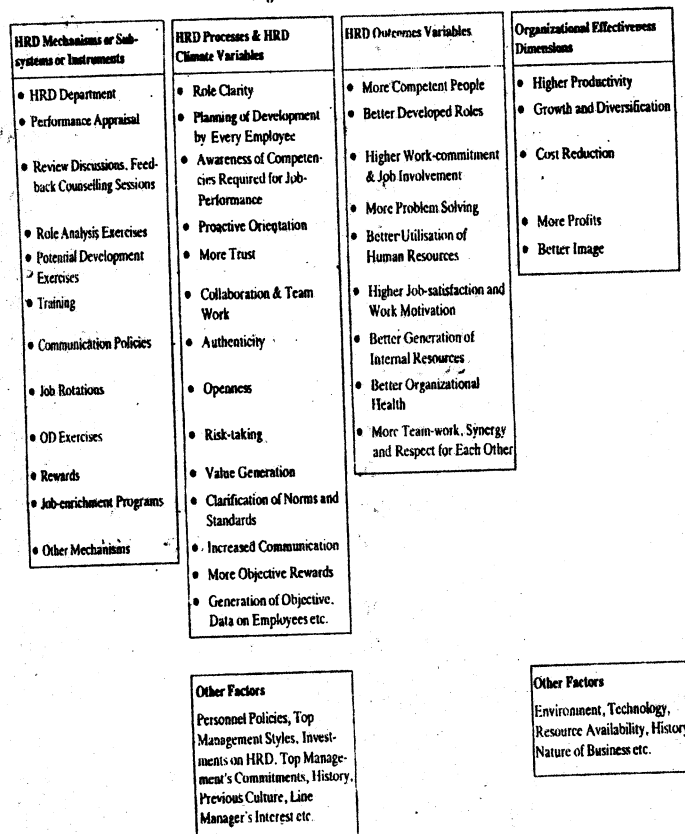 HRD Mechanisms or Sub-
systems or Instruments
• HRD Department
• Performance Appraisal
• Review Discussions, Feed-
back Counselling Sessions
• Role Analysis Exercises
• Potential Development
Exercises
• Training
• Communication Policies
• Job Rotations
• OD Exercises
• Rewards
• Job-enrichment Programs
• Other Mechanisms
HRD Processes & HRD
Climate Variables
• Role Clarity
• Planning of Development
by Every Employee
• Awareness of Competen-
cies Required for Job-
Performance
• Proactive Orientation
• More Trust
• Collaboration & Team
Work
• Authenticity
• Openness
• Risk-taking
• Value Generation
• Clarification of Norms and
Standards
• Increased Communication
• More Objective Rewards
• Generation of Objective,
Data on Employees etc.
HRD Outcomes Variables
• More Competent People
• Better Developed Roles
• Higher Work-commitment
& Job Involvement
• More Problem Solving
• Better Utilisation of
Human Resources
• Higher Job-satisfaction and
Work Motivation
• Better Generation of
Internal Resources
• Better Organizational
Health
• More Team-work, Synergy
and Respect for Each Other
Organizational Effectiveness
Dimensions
• Higher Productivity
• Growth and Diversification
• Cost Reduction
• More Profits
• Better Image
Other Factors
Personnel Policies, Top
Management Styles, Invest-
ments on HRD, Top Manage-
ment's Commitments, History,
Previous Culture, Line
Manager's Interest etc.
Other Factors
Environment, Technology,
Resource Availability, History
Nature of Business etc.